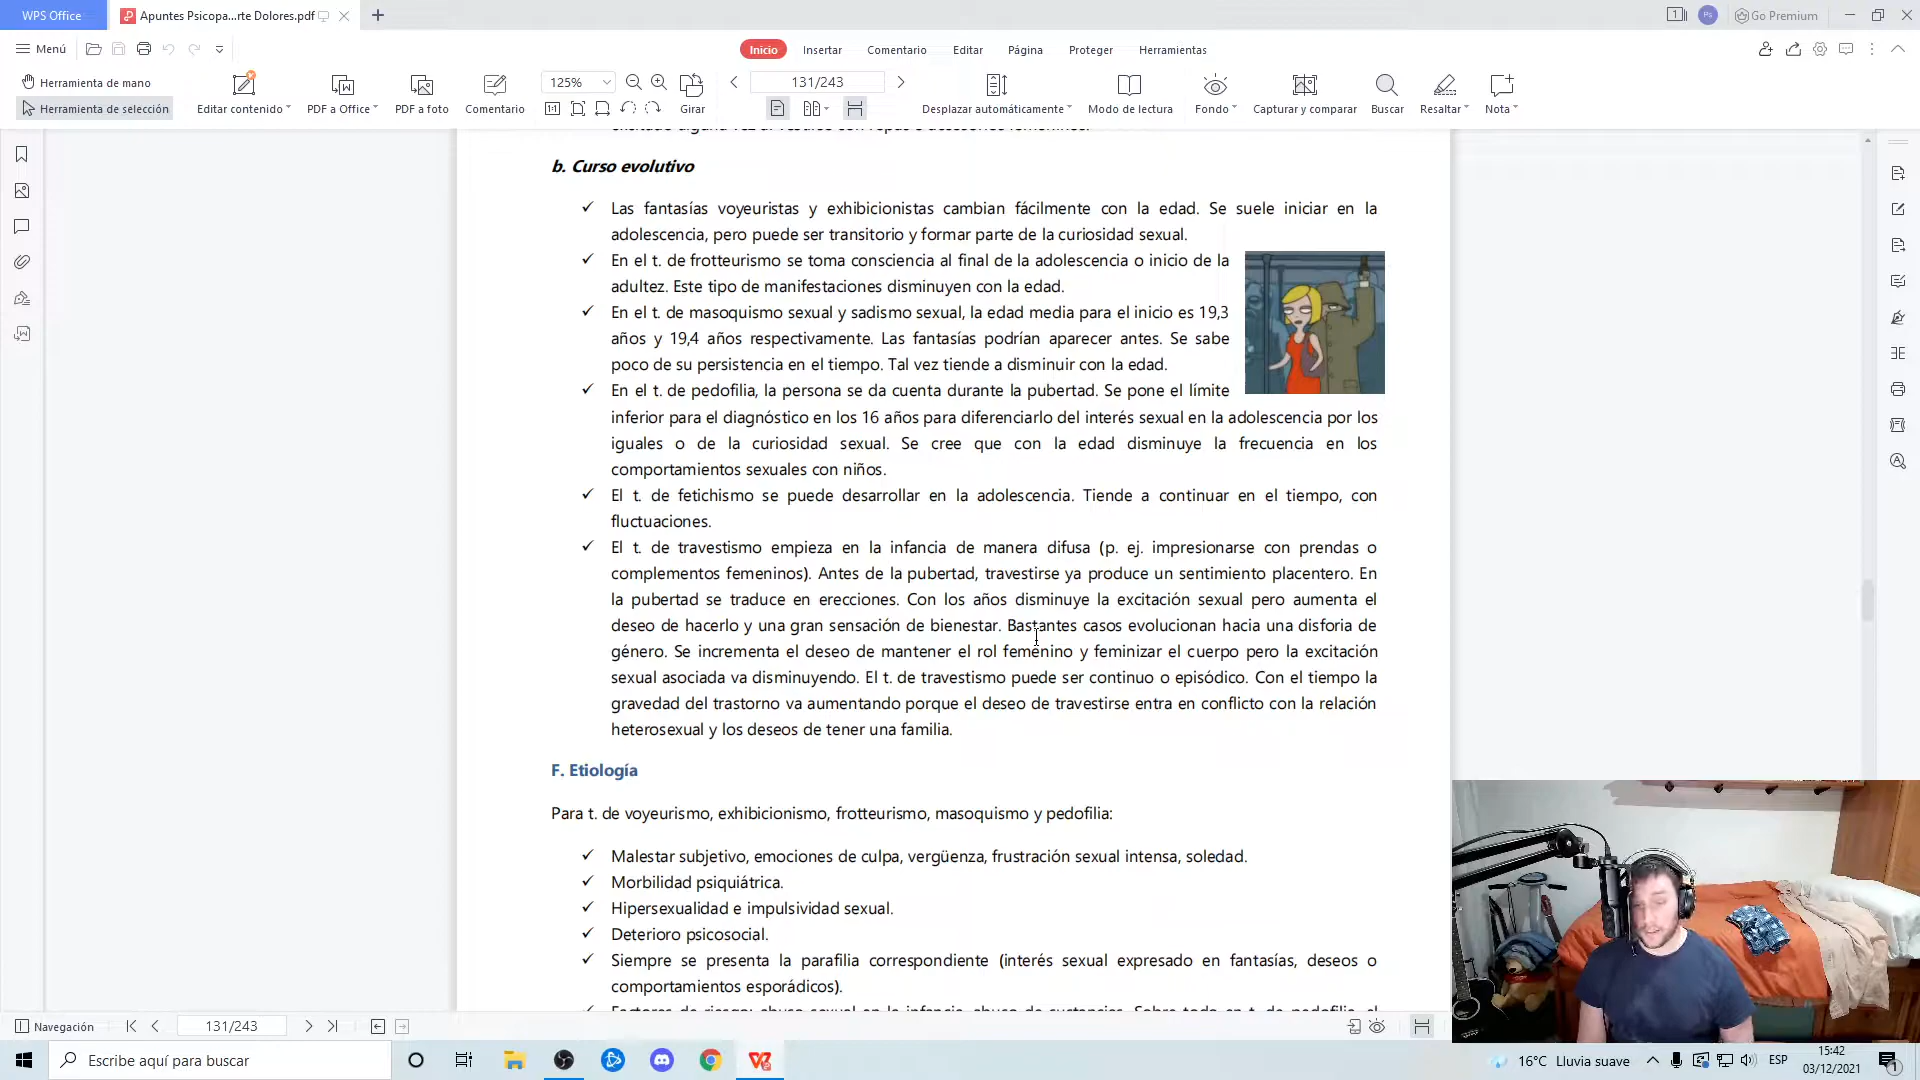 WPS Office
Apuntes Psicopa...rte Dolores.pdf
1
Ps
Go Premium
Menú
Inicio
Insertar
Comentario
Editar
Página
Proteger
Herramientas
Herramienta de mano
Herramienta de selección
Editar contenido
PDF a Office
PDF a foto
Comentario
125%
Girar
131/243
Desplazar automáticamente
Modo de lectura
Fondo
Capturar y comparar
Buscar
Resaltar
Nota
b. Curso evolutivo
Las fantasías voyeuristas y exhibicionistas cambian fácilmente con la edad. Se suele iniciar en la
adolescencia, pero puede ser transitorio y formar parte de la curiosidad sexual.
En el t. de frotteurismo se toma consciencia al final de la adolescencia o inicio de la
adultez. Este tipo de manifestaciones disminuyen con la edad.
En el t. de masoquismo sexual y sadismo sexual, la edad media para el inicio es 19,3
años y 19,4 años respectivamente. Las fantasías podrían aparecer antes. Se sabe
poco de su persistencia en el tiempo. Tal vez tiende a disminuir con la edad.
En el t. de pedofilia, la persona se da cuenta durante la pubertad. Se pone el límite
inferior para el diagnóstico en los 16 años para diferenciarlo del interés sexual en la adolescencia por los
iguales o de la curiosidad sexual. Se cree que con la edad disminuye la frecuencia en los
comportamientos sexuales con niños.
El t. de fetichismo se puede desarrollar en la adolescencia. Tiende a continuar en el tiempo, con
fluctuaciones.
El t. de travestismo empieza en la infancia de manera difusa (p. ej. impresionarse con prendas o
complementos femeninos). Antes de la pubertad, travestirse ya produce un sentimiento placentero. En
la pubertad se traduce en erecciones. Con los años disminuye la excitación sexual pero aumenta el
deseo de hacerlo y una gran sensación de bienestar. Bastantes casos evolucionan hacia una disforia de
género. Se incrementa el deseo de mantener el rol femenino y feminizar el cuerpo pero la excitación
sexual asociada va disminuyendo. El t. de travestismo puede ser continuo o episódico. Con el tiempo la
gravedad del trastorno va aumentando porque el deseo de travestirse entra en conflicto con la relación
heterosexual y los deseos de tener una familia.
F. Etiología
Para t. de voyeurismo, exhibicionismo, frotteurismo, masoquismo y pedofilia:
Malestar subjetivo, emociones de culpa, vergüenza, frustración sexual intensa, soledad.
Morbilidad psiquiátrica.
Hipersexualidad e impulsividad sexual.
Deterioro psicosocial.
Siempre se presenta la parafilia correspondiente (interés sexual expresado en fantasías, deseos o
comportamientos esporádicos).
Navegación
131/243
Escribe aquí para buscar
16°C Lluvia suave
ESP
15:42
03/12/2021
1